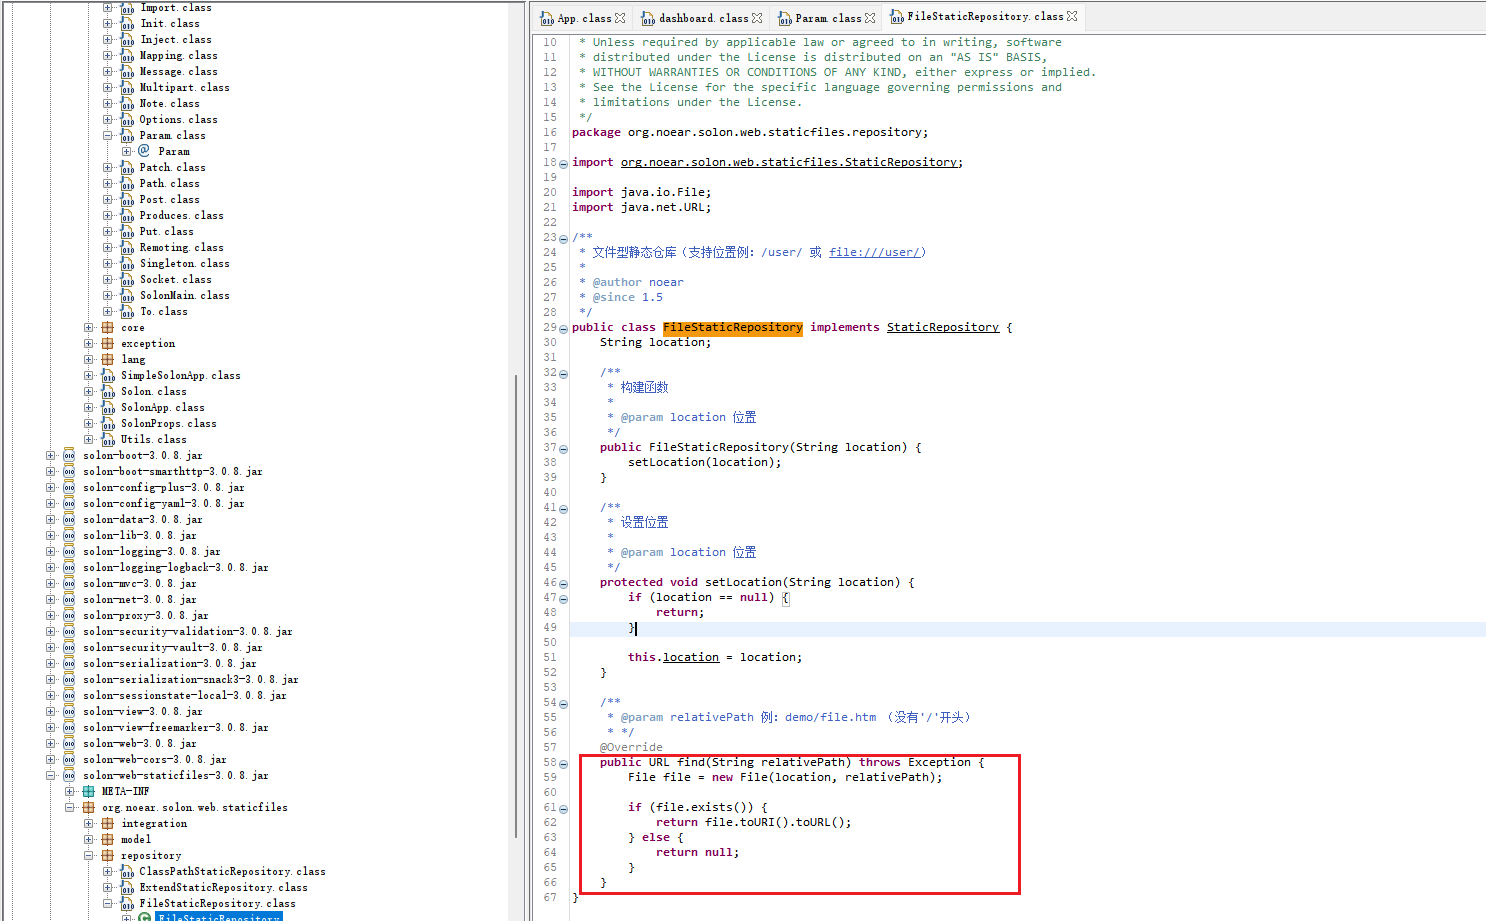 Import.class
Init.class
Inject.class
Mapping.class
Message.class
Multipart.class
Note.class
Options.class
Param.class
Param
Patch.class
Path.class
Post.class
Produces.class
Put.class
Remoting.class
Singleton.class
Socket.class
SolonMain.class
To.class
core
exception
lang
SimpleSolonApp.class
Solon.class
SolonApp.class
SolonProps.class
Utils.class
solon-boot-3.0.8.jar
solon-boot-smarthttp-3.0.8.jar
solon-config-plus-3.0.8.jar
solon-config-yaml-3.0.8.jar
solon-data-3.0.8.jar
solon-lib-3.0.8.jar
solon-logging-3.0.8.jar
solon-logging-logback-3.0.8.jar
solon-mvc-3.0.8.jar
solon-net-3.0.8.jar
solon-proxy-3.0.8.jar
solon-security-validation-3.0.8.jar
solon-security-vault-3.0.8.jar
solon-serialization-3.0.8.jar
solon-serialization-snack3-3.0.8.jar
solon-sessionstate-local-3.0.8.jar
solon-view-3.0.8.jar
solon-view-freemarker-3.0.8.jar
solon-web-3.0.8.jar
solon-web-cors-3.0.8.jar
solon-web-staticfiles-3.0.8.jar
META-INF
org.noear.solon.web.staticfiles
integration
model
repository
ClassPathStaticRepository.class
ExtendStaticRepository.class
FileStaticRepository.class
FileStaticRepository
App.class dashboard.class Param.class FileStaticRepository.class
10 * Unless required by applicable law or agreed to in writing, software
11 * distributed under the License is distributed on an "AS IS" BASIS,
12 * WITHOUT WARRANTIES OR CONDITIONS OF ANY KIND, either express or implied.
13 * See the License for the specific language governing permissions and
14 * limitations under the License.
15 */
16 package org.noear.solon.web.staticfiles.repository;
17
18 import org.noear.solon.web.staticfiles.StaticRepository;
19
20 import java.io.File;
21 import java.net.URL;
22
23 /**
24 * 文件型静态仓库（支持位置例：/user/ 或 file:///user/）
25 *
26 * @author noear
27 * @since 1.5
28 */
29 public class FileStaticRepository implements StaticRepository {
30 String location;
31
32 /**
33 * 构建函数
34 *
35 * @param location 位置
36 */
37 public FileStaticRepository(String location) {
38 setLocation(location);
39 }
40
41 /**
42 * 设置位置
43 *
44 * @param location 位置
45 */
46 protected void setLocation(String location) {
47 if (location == null) {
48 return;
49 }
50
51 this.location = location;
52 }
53
54 /**
55 * @param relativePath 例：demo/file.htm （没有'/'开头）
56 * */
57 @Override
58 public URL find(String relativePath) throws Exception {
59 File file = new File(location, relativePath);
60
61 if (file.exists()) {
62 return file.toURI().toURL();
63 } else {
64 return null;
65 }
66 }
67 }